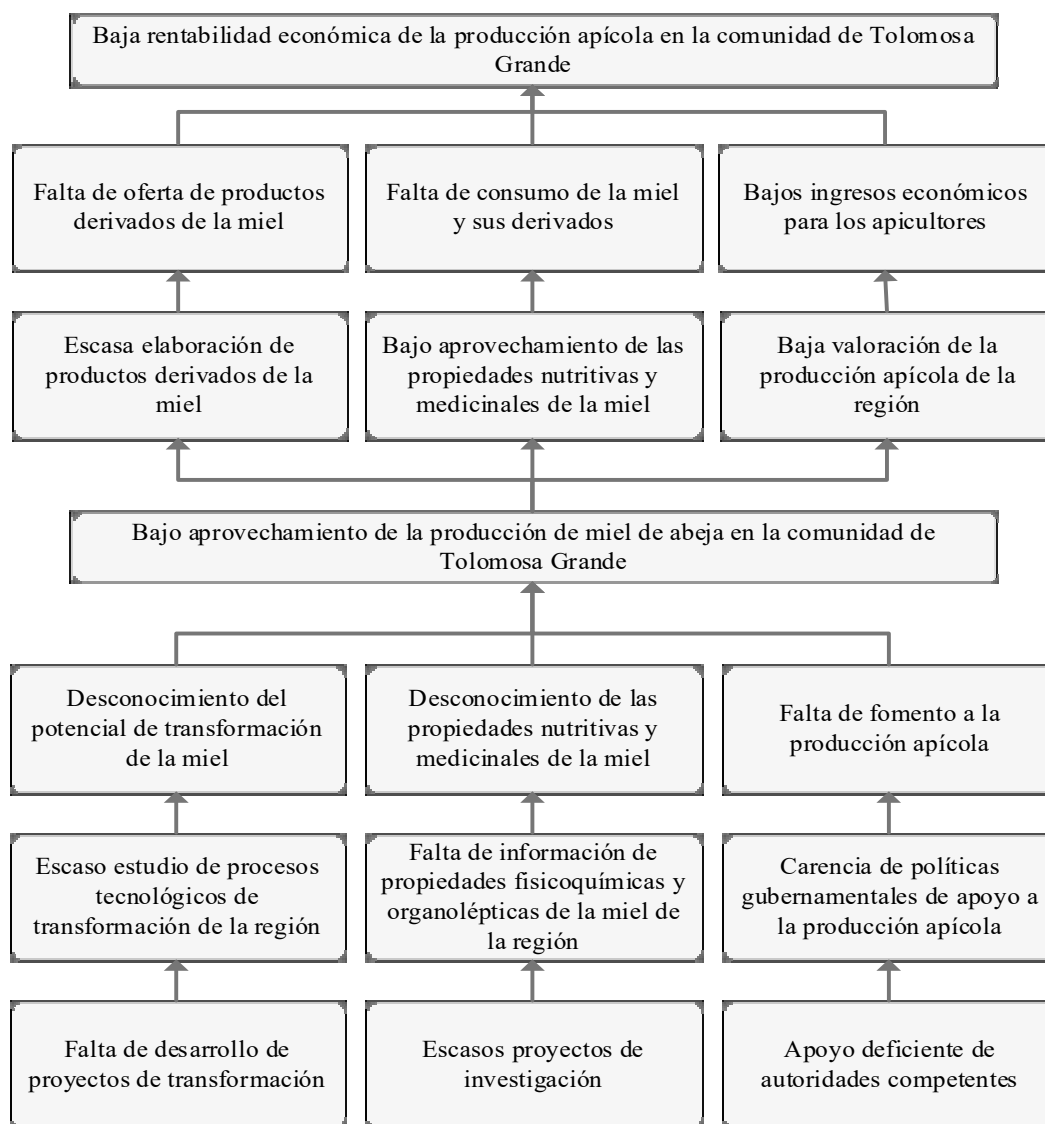 Baja rentabilidad económica de la producción apícola en la comunidad de Tolomosa
Grande
Falta de oferta de productos
derivados de la miel
Falta de consumo de la miel
y sus derivados
Bajos ingresos económicos
para los apicultores
Escasa elaboración de
productos derivados de la
miel
Bajo aprovechamiento de las
propiedades nutritivas y
medicinales de la miel
Baja valoración de la
producción apícola de la
región
Bajo aprovechamiento de la producción de miel de abeja en la comunidad de
Tolomosa Grande
Desconocimiento del
potencial de transformación
de la miel
Desconocimiento de las
propiedades nutritivas y
medicinales de la miel
Falta de fomento a la
producción apícola
Escaso estudio de procesos
tecnológicos de
transformación de la región
Falta de información de
propiedades fisicoquímicas y
organolépticas de la miel de
la región
Carencia de políticas
gubernamentales de apoyo a
la producción apícola
Falta de desarrollo de
proyectos de transformación
Escasos proyectos de
investigación
Apoyo deficiente de
autoridades competentes